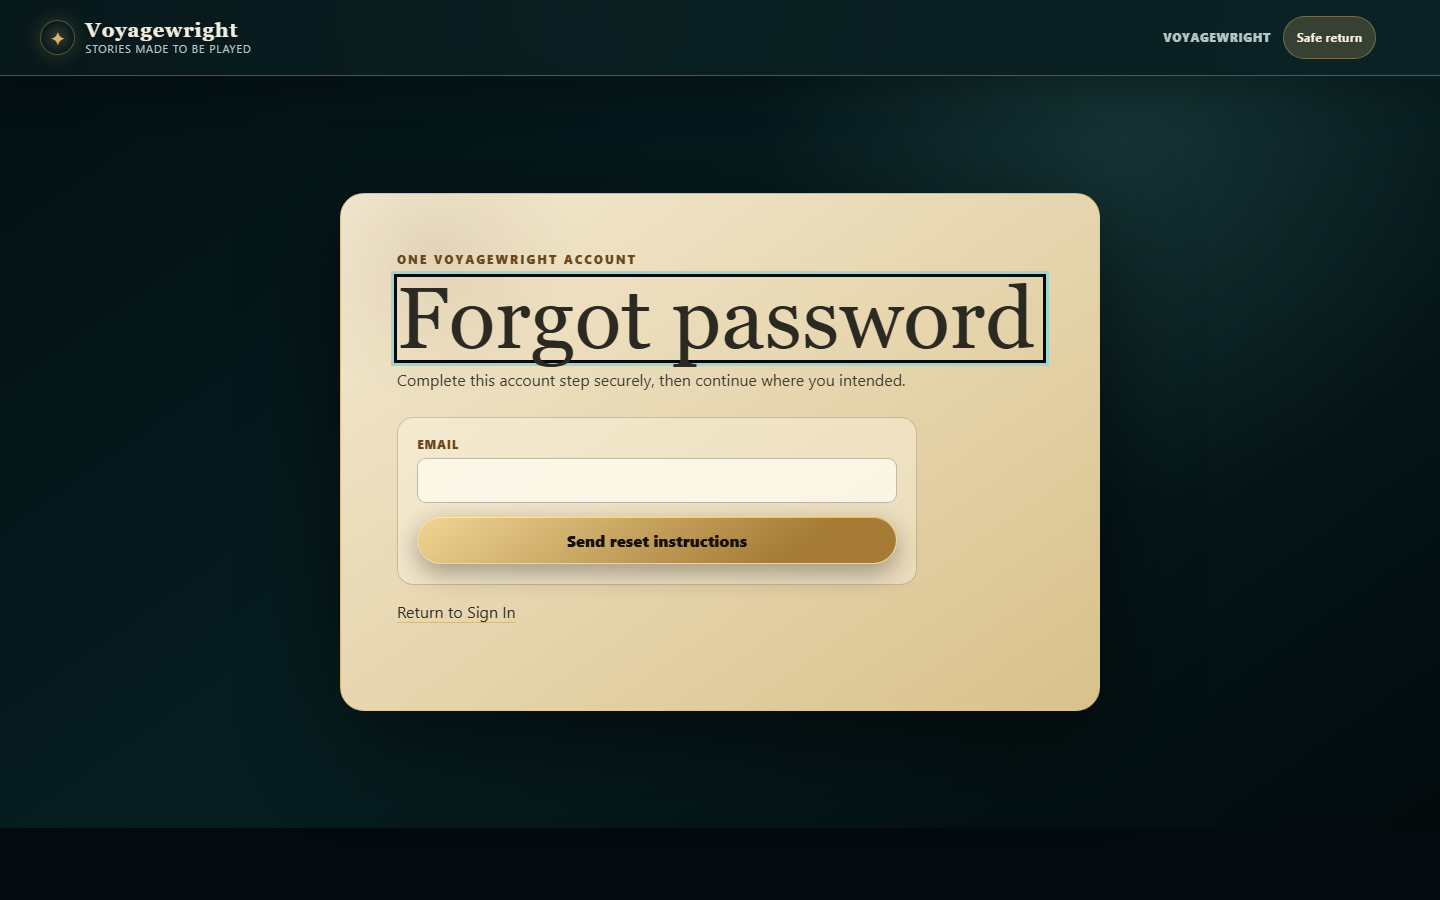 Voyagewright
STORIES MADE TO BE PLAYED
VOYAGEWRIGHT
Safe return
ONE VOYAGEWRIGHT ACCOUNT
Forgot password
Complete this account step securely, then continue where you intended.
EMAIL
Send reset instructions
Return to Sign In